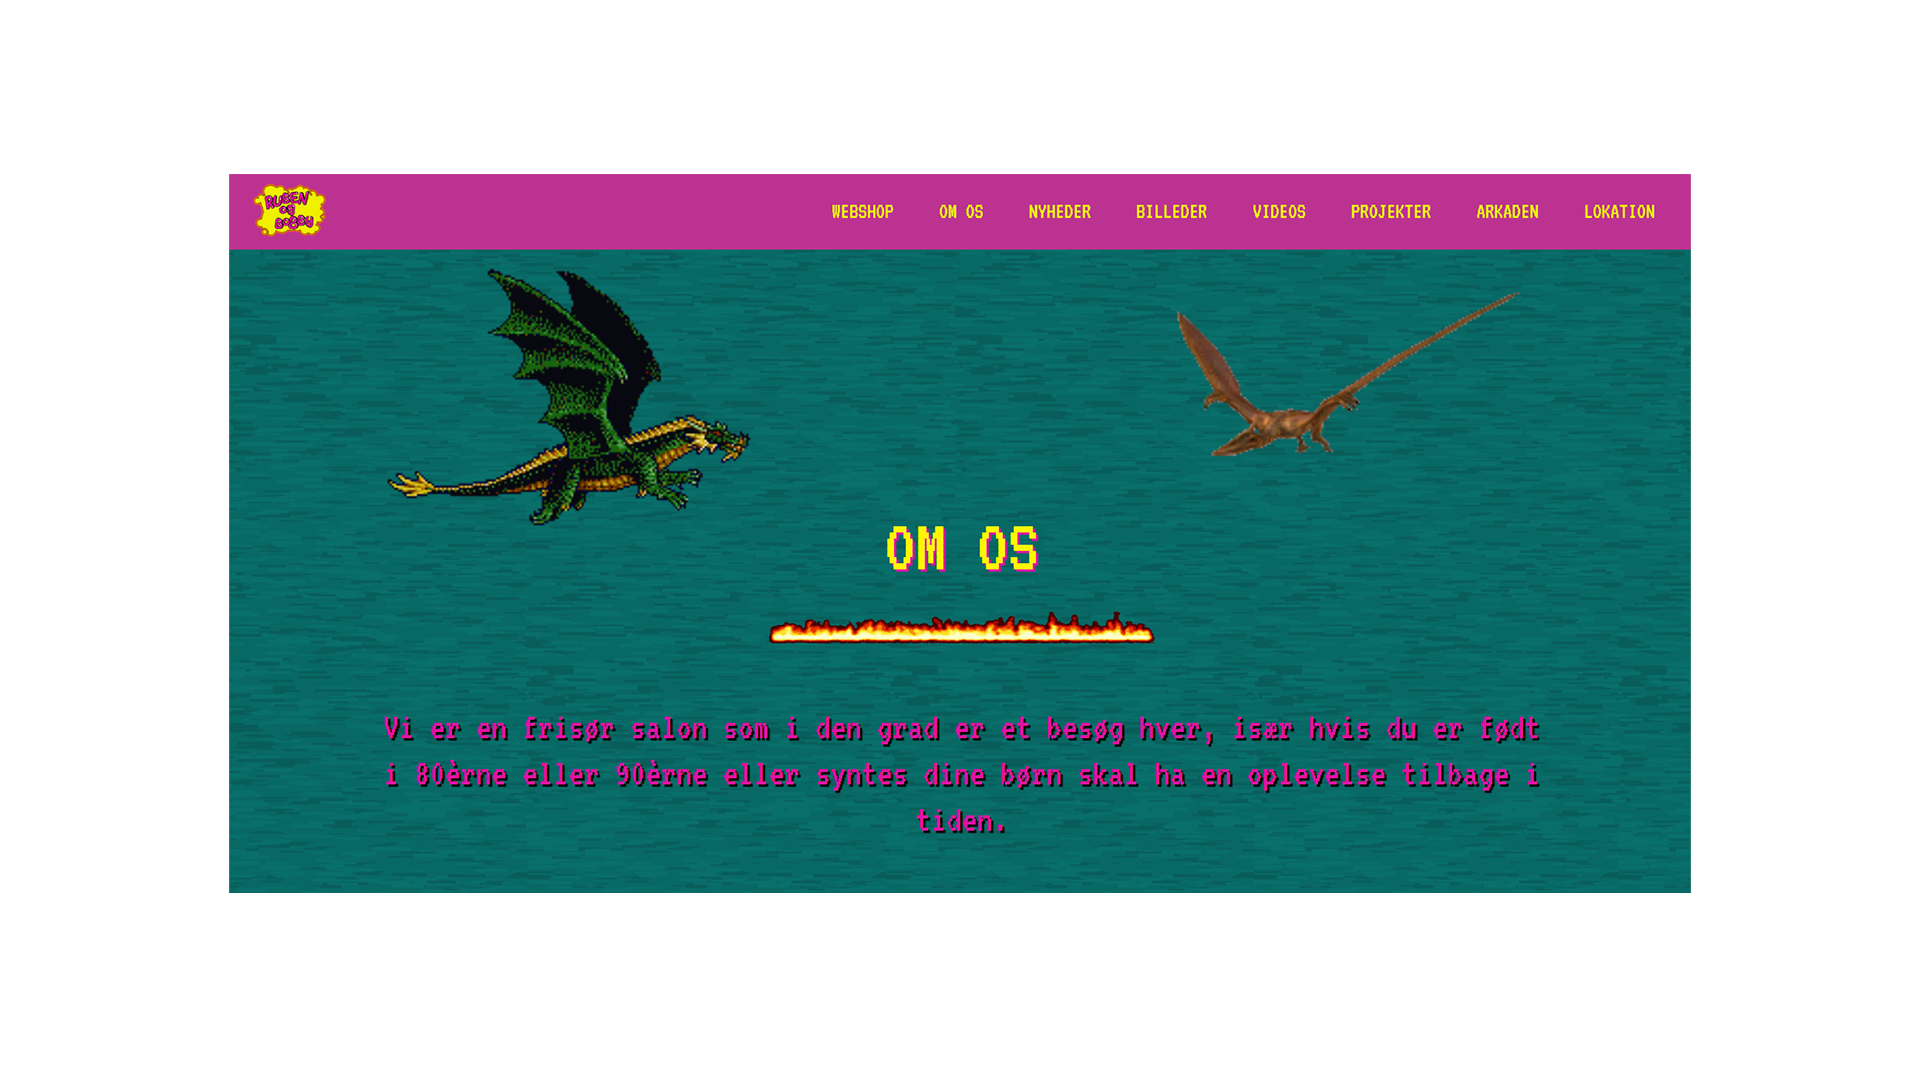 RUBEN
OG
BOBBY
WEBSHOP OM OS NYHEDER BILLEDER VIDEOS PROJEKTER ARKADEN LOKATION
OM OS
Vi er en frisør salon som i den grad er et besøg hver, især hvis du er født
i 80èrne eller 90èrne eller syntes dine børn skal ha en oplevelse tilbage i
tiden.